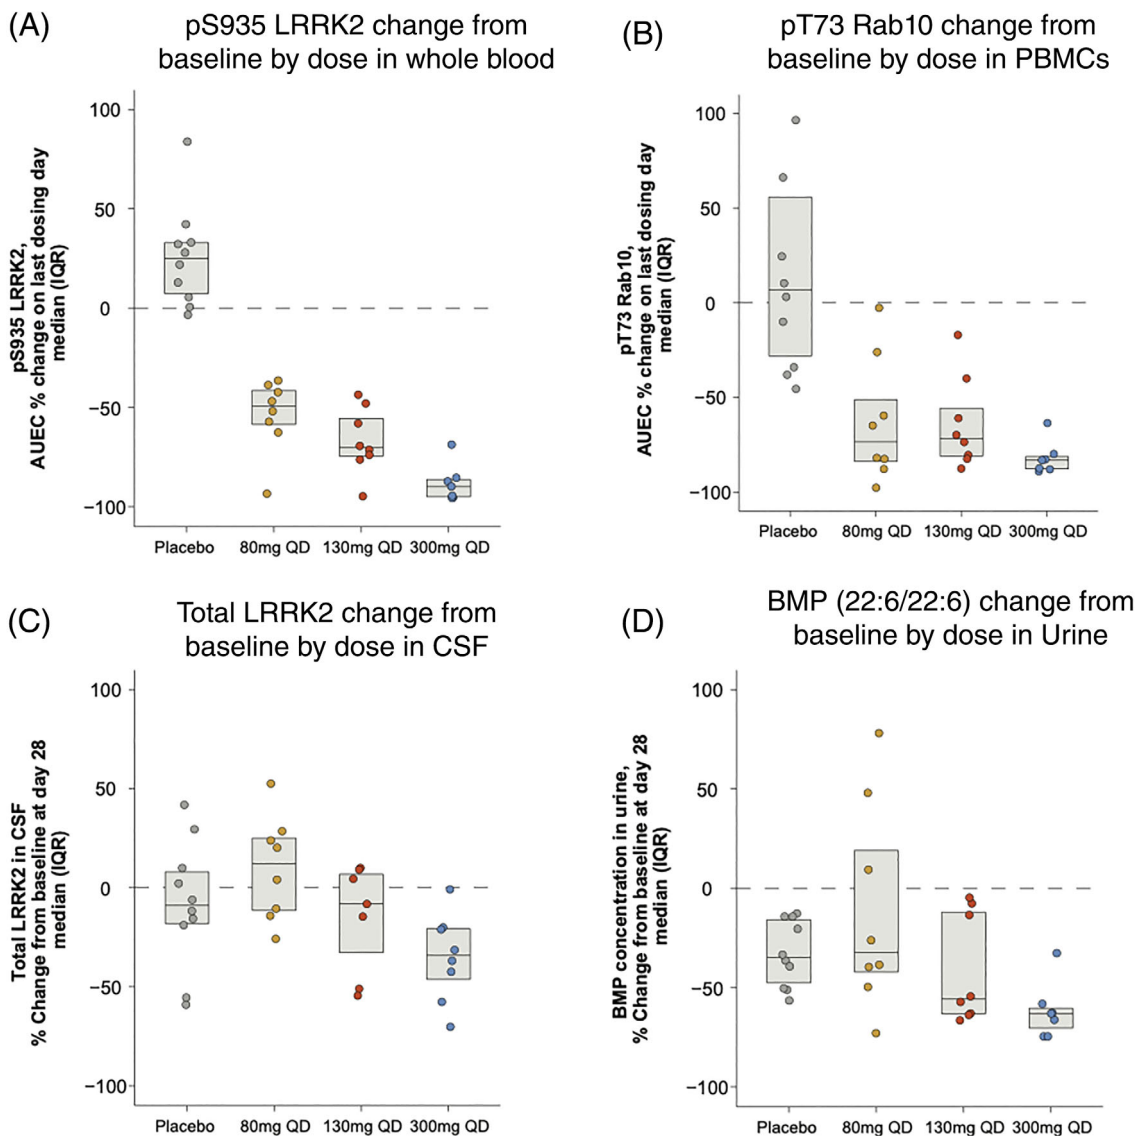 (A)
pS935 LRRK2 change from
baseline by dose in whole blood
pS935 LRRK2,
AUEC % change on last dosing day
median (IQR)
100
50
0
−50
−100
Placebo
80mg QD
130mg QD
300mg QD
(B)
pT73 Rab10 change from
baseline by dose in PBMCs
pT73 Rab10,
AUEC % change on last dosing day
median (IQR)
100
50
0
−50
−100
Placebo
80mg QD
130mg QD
300mg QD
(C)
Total LRRK2 change from
baseline by dose in CSF
Total LRRK2 in CSF
% Change from baseline at day 28
median (IQR)
100
50
0
−50
−100
Placebo
80mg QD
130mg QD
300mg QD
(D)
BMP (22:6/22:6) change from
baseline by dose in Urine
BMP concentration in urine,
% Change from baseline at day 28
median (IQR)
100
50
0
−50
−100
Placebo
80mg QD
130mg QD
300mg QD